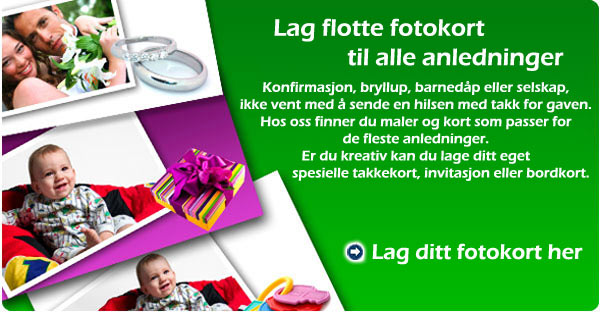 Lag flotte fotokort
til alle anledninger
Konfirmasjon, bryllup, barnedåp eller selskap,
ikke vent med å sende en hilsen med takk for gaven.
Hos oss finner du maler og kort som passer for
de fleste anledninger.
Er du kreativ kan du lage ditt eget
spesielle takkekort, invitasjon eller bordkort.
Lag ditt fotokort her